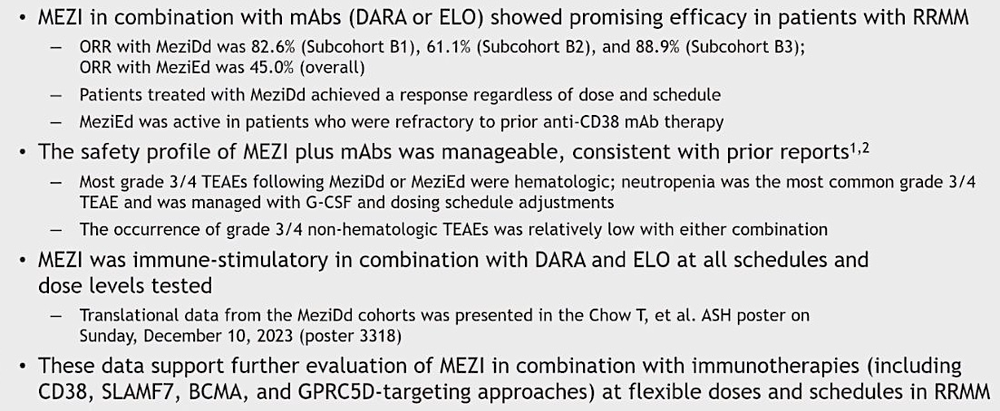 • MEZI in combination with mAbs (DARA or ELO) showed promising efficacy in patients with RRMM
— ORR with MeziDd was 82.6% (Subcohort B1), 61.1% (Subcohort B2), and 88.9% (Subcohort B3);
ORR with MeziEd was 45.0% (overall)
— Patients treated with MeziDd achieved a response regardless of dose and schedule
— MeziEd was active in patients who were refractory to prior anti-CD38 mAb therapy
• The safety profile of MEZI plus mAbs was manageable, consistent with prior reports¹,²
— Most grade 3/4 TEAEs following MeziDd or MeziEd were hematologic; neutropenia was the most common grade 3/4
TEAE and was managed with G-CSF and dosing schedule adjustments
— The occurrence of grade 3/4 non-hematologic TEAEs was relatively low with either combination
• MEZI was immune-stimulatory in combination with DARA and ELO at all schedules and
dose levels tested
— Translational data from the MeziDd cohorts was presented in the Chow T, et al. ASH poster on
Sunday, December 10, 2023 (poster 3318)
• These data support further evaluation of MEZI in combination with immunotherapies (including
CD38, SLAMF7, BCMA, and GPRC5D-targeting approaches) at flexible doses and schedules in RRMM